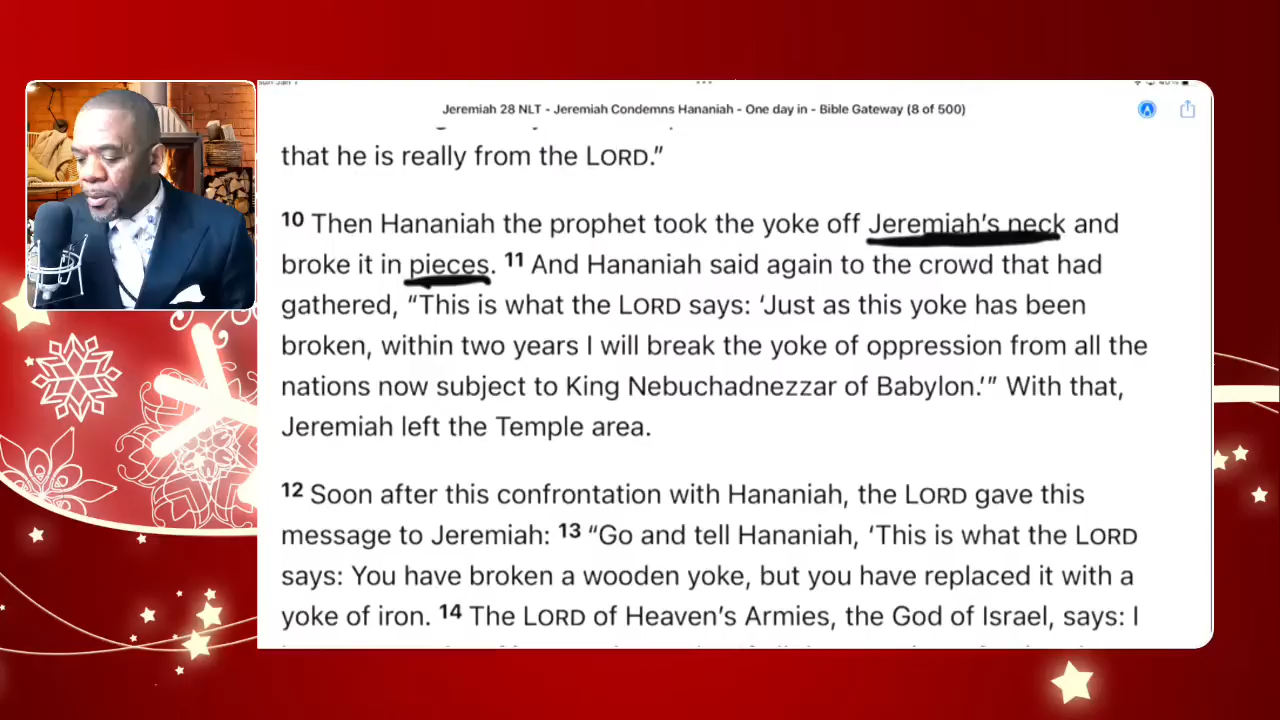 Jeremiah 28 NLT - Jeremiah Condemns Hananiah - One day in - Bible Gateway (8 of 500)
that he is really from the LORD.”
10 Then Hananiah the prophet took the yoke off Jeremiah’s neck and
broke it in pieces. 11 And Hananiah said again to the crowd that had
gathered, “This is what the LORD says: ‘Just as this yoke has been
broken, within two years I will break the yoke of oppression from all the
nations now subject to King Nebuchadnezzar of Babylon.’” With that,
Jeremiah left the Temple area.
12 Soon after this confrontation with Hananiah, the LORD gave this
message to Jeremiah: 13 “Go and tell Hananiah, ‘This is what the LORD
says: You have broken a wooden yoke, but you have replaced it with a
yoke of iron. 14 The LORD of Heaven’s Armies, the God of Israel, says: I